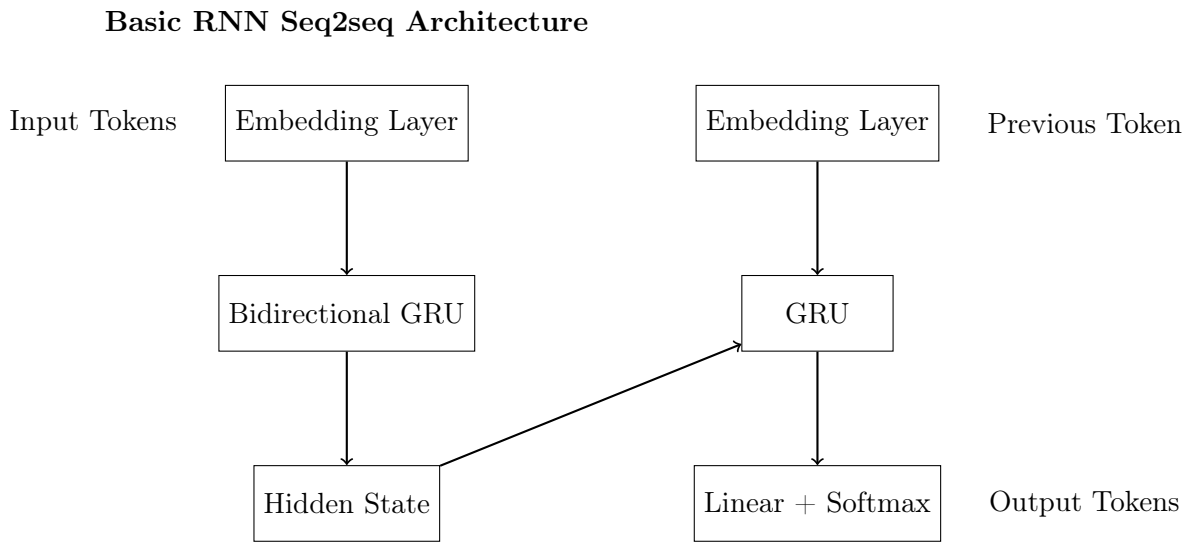 Basic RNN Seq2seq Architecture
Input Tokens
Embedding Layer
Embedding Layer
Previous Token
Bidirectional GRU
GRU
Hidden State
Linear + Softmax
Output Tokens